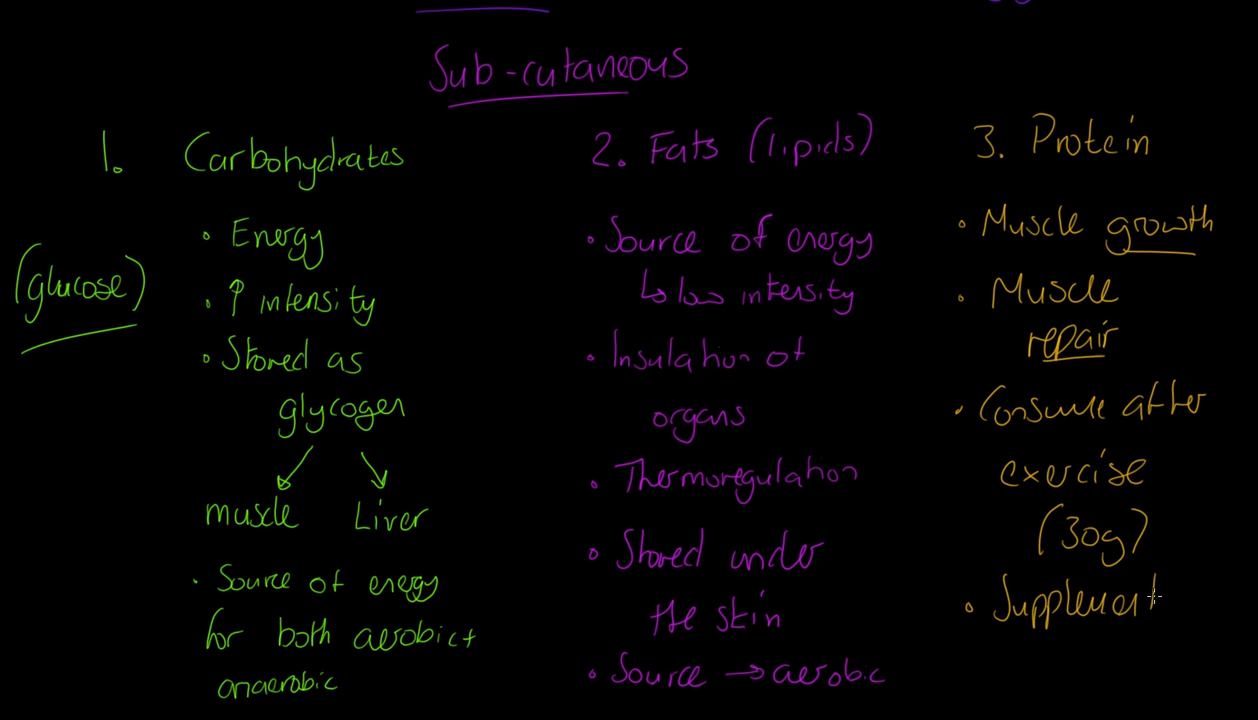 Sub-cutaneous
1. Carbohydrates
(glucose)
• Energy
• ↑ intensity
• Stored as
glycogen
muscle Liver
• Source of energy
for both aerobic +
anaerobic
2. Fats (lipids)
• Source of energy
↳ low intensity
• Insulation of
organs
• Thermoregulation
• Stored under
the skin
• Source → aerobic
3. Protein
• Muscle growth
• Muscle
repair
• Consume after
exercise
(30g)
• Supplement